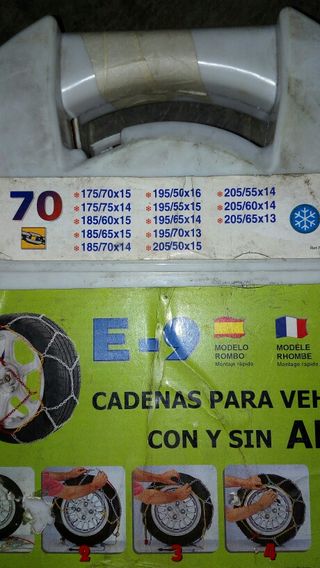 70
175/70x15 195/50x16 205/55x14
175/75x14 195/55x15 205/60x14
185/60x15 195/65x14 205/65x13
185/65x15 195/70x13
185/70x14 205/50x15
E-9
MODELO MODÈLE
ROMBO RHOMBE
Montaje rápido Montage rapide
CADENAS PARA VEH
CON Y SIN A
2 3 4